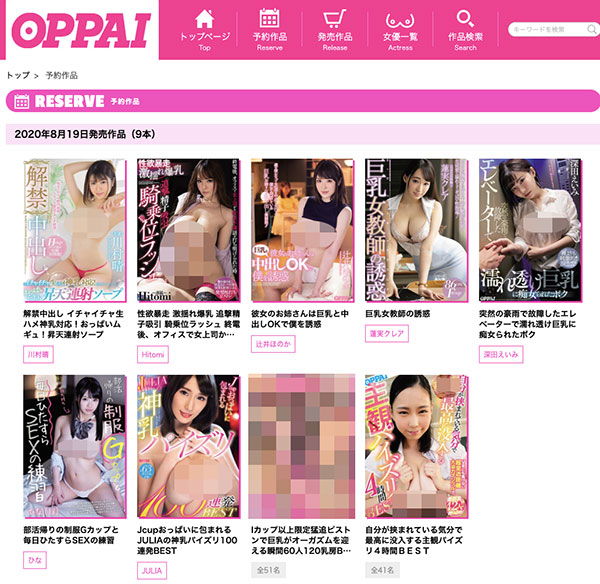 OPPAI
トップページ
Top
予約作品
Reserve
発売作品
Release
女優一覧
Actress
作品検索
Search
キーワードを検索
トップ > 予約作品
RESERVE 予約作品
2020年8月19日発売作品(9本)
解禁中出し イチャイチャ生
ハメ神乳対応!おっぱいム
ギュ!昇天連射ソープ
川村晴
性欲暴走 激揺れ爆乳 追撃精
子吸引 騎乗位ラッシュ 終電
後、オフィスで女上司か…
Hitomi
彼女のお姉さんは巨乳と中
出しOKで僕を誘惑
辻井ほのか
巨乳女教師の誘惑
蓮実クレア
突然の豪雨で故障したエレ
ベーターで濡れ透け巨乳に
痴女られたボク
深田えいみ
部活帰りの制服Gカップと
毎日ひたすらSEXの練習
ひな
Jcupおっぱいに包まれる
JULIAの神乳パイズリ100
連発BEST
JULIA
Iカップ以上限定猛追ピスト
ンで巨乳がオーガズムを迎
える瞬間60人120乳房B…
全51名
自分が挟まれている気分で
最高に没入する主観パイズ
リ4時間BEST
全41名